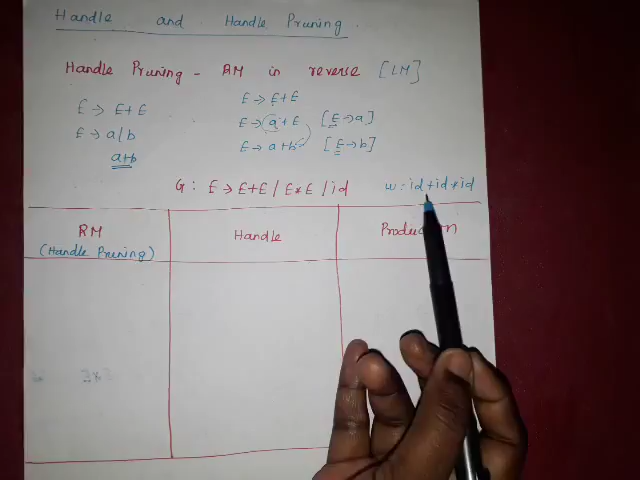 Handle and Handle Pruning
Handle Pruning - RM in reverse [LM]
E → E+E
E → a/b
a+b
E → E+E
E → a+E [E→a]
E → a+b [E→b]
G: E → E+E / E*E / id w: id+id*id
RM
(Handle Pruning)
Handle
Production